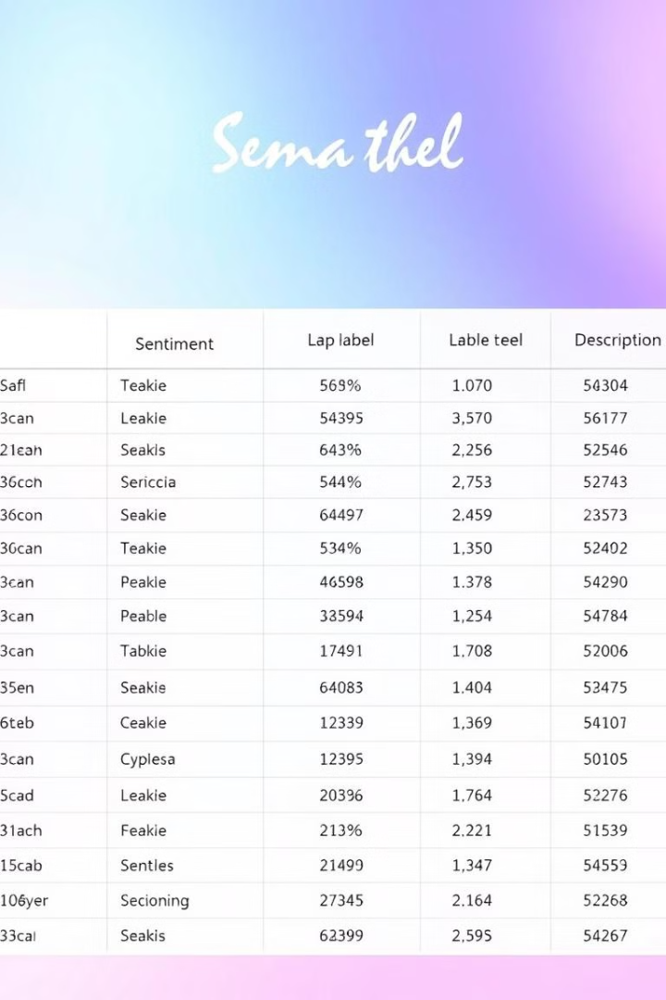 Sema thel
Sentiment Lap label Lable teel Description
Safl Teakie 569% 1.070 54304
3can Leakie 54395 3,570 56177
21eah Seakis 643% 2,256 52546
36coh Sericcia 544% 2,753 52743
36con Seakie 64497 2.459 23573
30can Teakie 534% 1,350 52402
3can Peakie 46598 1.378 54290
3can Peable 33594 1,254 54784
3can Tabkie 17491 1,708 52006
35en Seakie 64083 1.404 53475
6tab Ceakie 12339 1,369 54107
3can Cyplesa 12395 1,394 50105
5cad Leakie 20396 1,764 52276
31ach Feakie 213% 2.221 51539
15cab Sentles 21499 1,347 54559
106yer Secioning 27345 2.164 52268
33cal Seakis 62399 2,595 54267